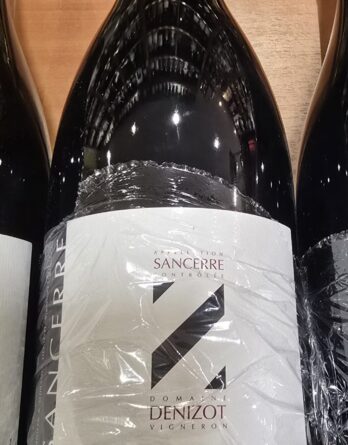 SANCERRE
APPELLATION
SANCERRE
CONTRÔLÉE
Z
DOMAINE
DENIZOT
VIGNERON